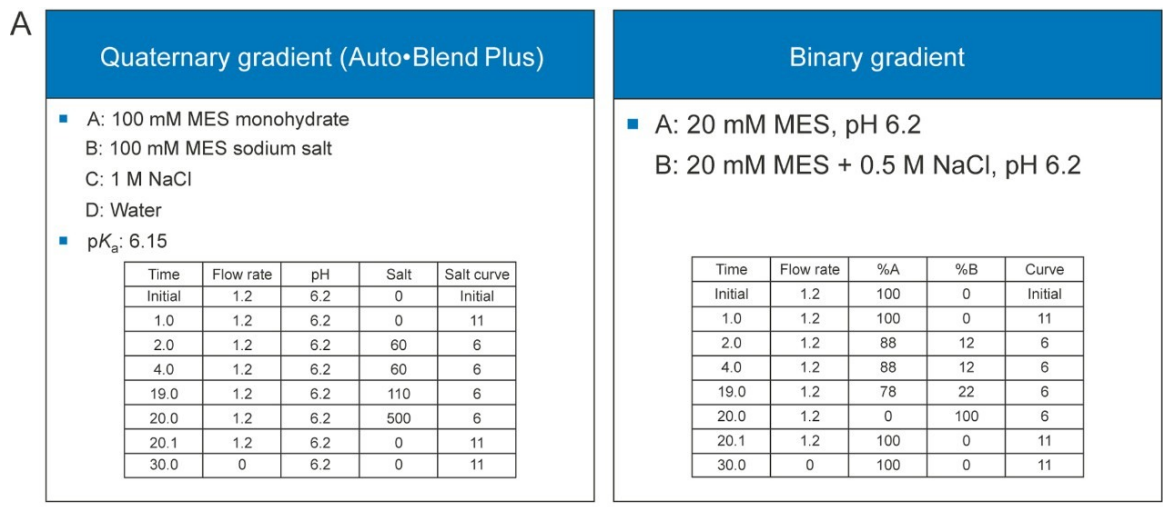 A
Quaternary gradient (Auto•Blend Plus)
A: 100 mM MES monohydrate
B: 100 mM MES sodium salt
C: 1 M NaCl
D: Water
pKa: 6.15
Time Flow rate pH Salt Salt curve
Initial 1.2 6.2 0 Initial
1.0 1.2 6.2 0 11
2.0 1.2 6.2 60 6
4.0 1.2 6.2 60 6
19.0 1.2 6.2 110 6
20.0 1.2 6.2 500 6
20.1 1.2 6.2 0 11
30.0 0 6.2 0 11
Binary gradient
A: 20 mM MES, pH 6.2
B: 20 mM MES + 0.5 M NaCl, pH 6.2
Time Flow rate %A %B Curve
Initial 1.2 100 0 Initial
1.0 1.2 100 0 11
2.0 1.2 88 12 6
4.0 1.2 88 12 6
19.0 1.2 78 22 6
20.0 1.2 0 100 6
20.1 1.2 100 0 11
30.0 0 100 0 11